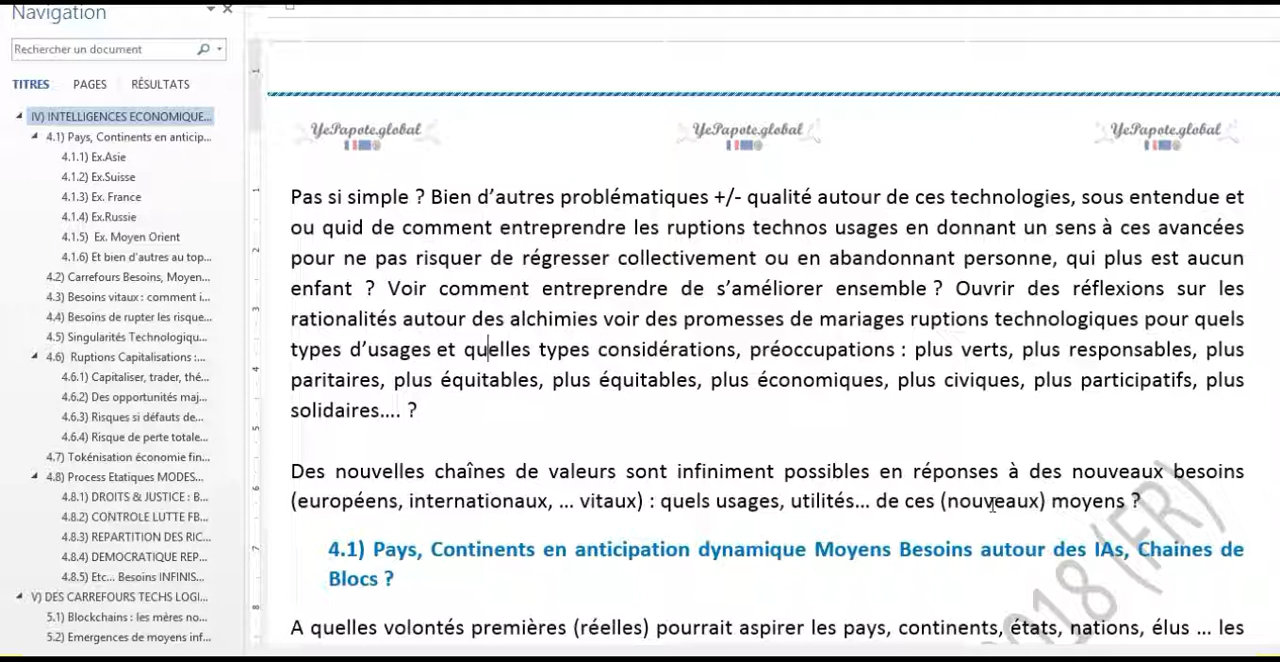 Navigation
Rechercher un document
TITRES PAGES RÉSULTATS
IV) INTELLIGENCES ECONOMIQUE...
4.1) Pays, Continents en anticip...
4.1.1) Ex.Asie
4.1.2) Ex.Suisse
4.1.3) Ex. France
4.1.4) Ex.Russie
4.1.5) Ex. Moyen Orient
4.1.6) Et bien d'autres au top...
4.2) Carrefours Besoins, Moyen...
4.3) Besoins vitaux : comment i...
4.4) Besoins de rupter les risque...
4.5) Singularités Technologiqu...
4.6) Ruptions Capitalisations :...
4.6.1) Capitaliser, trader, thé...
4.6.2) Des opportunités maj...
4.6.3) Risques si défauts de...
4.6.4) Risque de perte totale...
4.7) Tokénisation économie fin...
4.8) Process Etatiques MODES...
4.8.1) DROITS & JUSTICE : B...
4.8.2) CONTROLE LUTTE FB...
4.8.3) REPARTITION DES RIC...
4.8.4) DEMOCRATIQUE REP...
4.8.5) Etc... Besoins INFINIS...
V) DES CARREFOURS TECHS LOGI...
5.1) Blockchains : les mères no...
5.2) Emergences de moyens inf...
YePapote.global YePapote.global YePapote.global
Pas si simple ? Bien d’autres problématiques +/- qualité autour de ces technologies, sous entendue et
ou quid de comment entreprendre les ruptions technos usages en donnant un sens à ces avancées
pour ne pas risquer de régresser collectivement ou en abandonnant personne, qui plus est aucun
enfant ? Voir comment entreprendre de s’améliorer ensemble ? Ouvrir des réflexions sur les
rationalités autour des alchimies voir des promesses de mariages ruptions technologiques pour quels
types d’usages et quelles types considérations, préoccupations : plus verts, plus responsables, plus
paritaires, plus équitables, plus équitables, plus économiques, plus civiques, plus participatifs, plus
solidaires.... ?
Des nouvelles chaînes de valeurs sont infiniment possibles en réponses à des nouveaux besoins
(européens, internationaux, ... vitaux) : quels usages, utilités... de ces (nouveaux) moyens ?
4.1) Pays, Continents en anticipation dynamique Moyens Besoins autour des IAs, Chaines de
Blocs ?
A quelles volontés premières (réelles) pourrait aspirer les pays, continents, états, nations, élus ... les
2018 (FR)